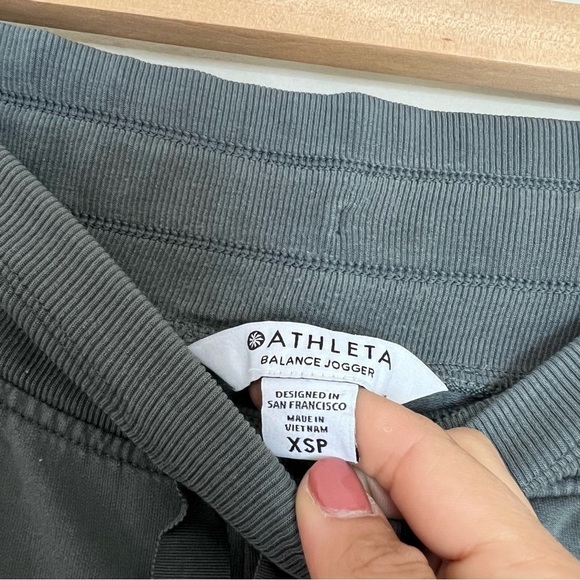 ATHLETA
BALANCE JOGGER
DESIGNED IN
SAN FRANCISCO
MADE IN
VIETNAM
XSP